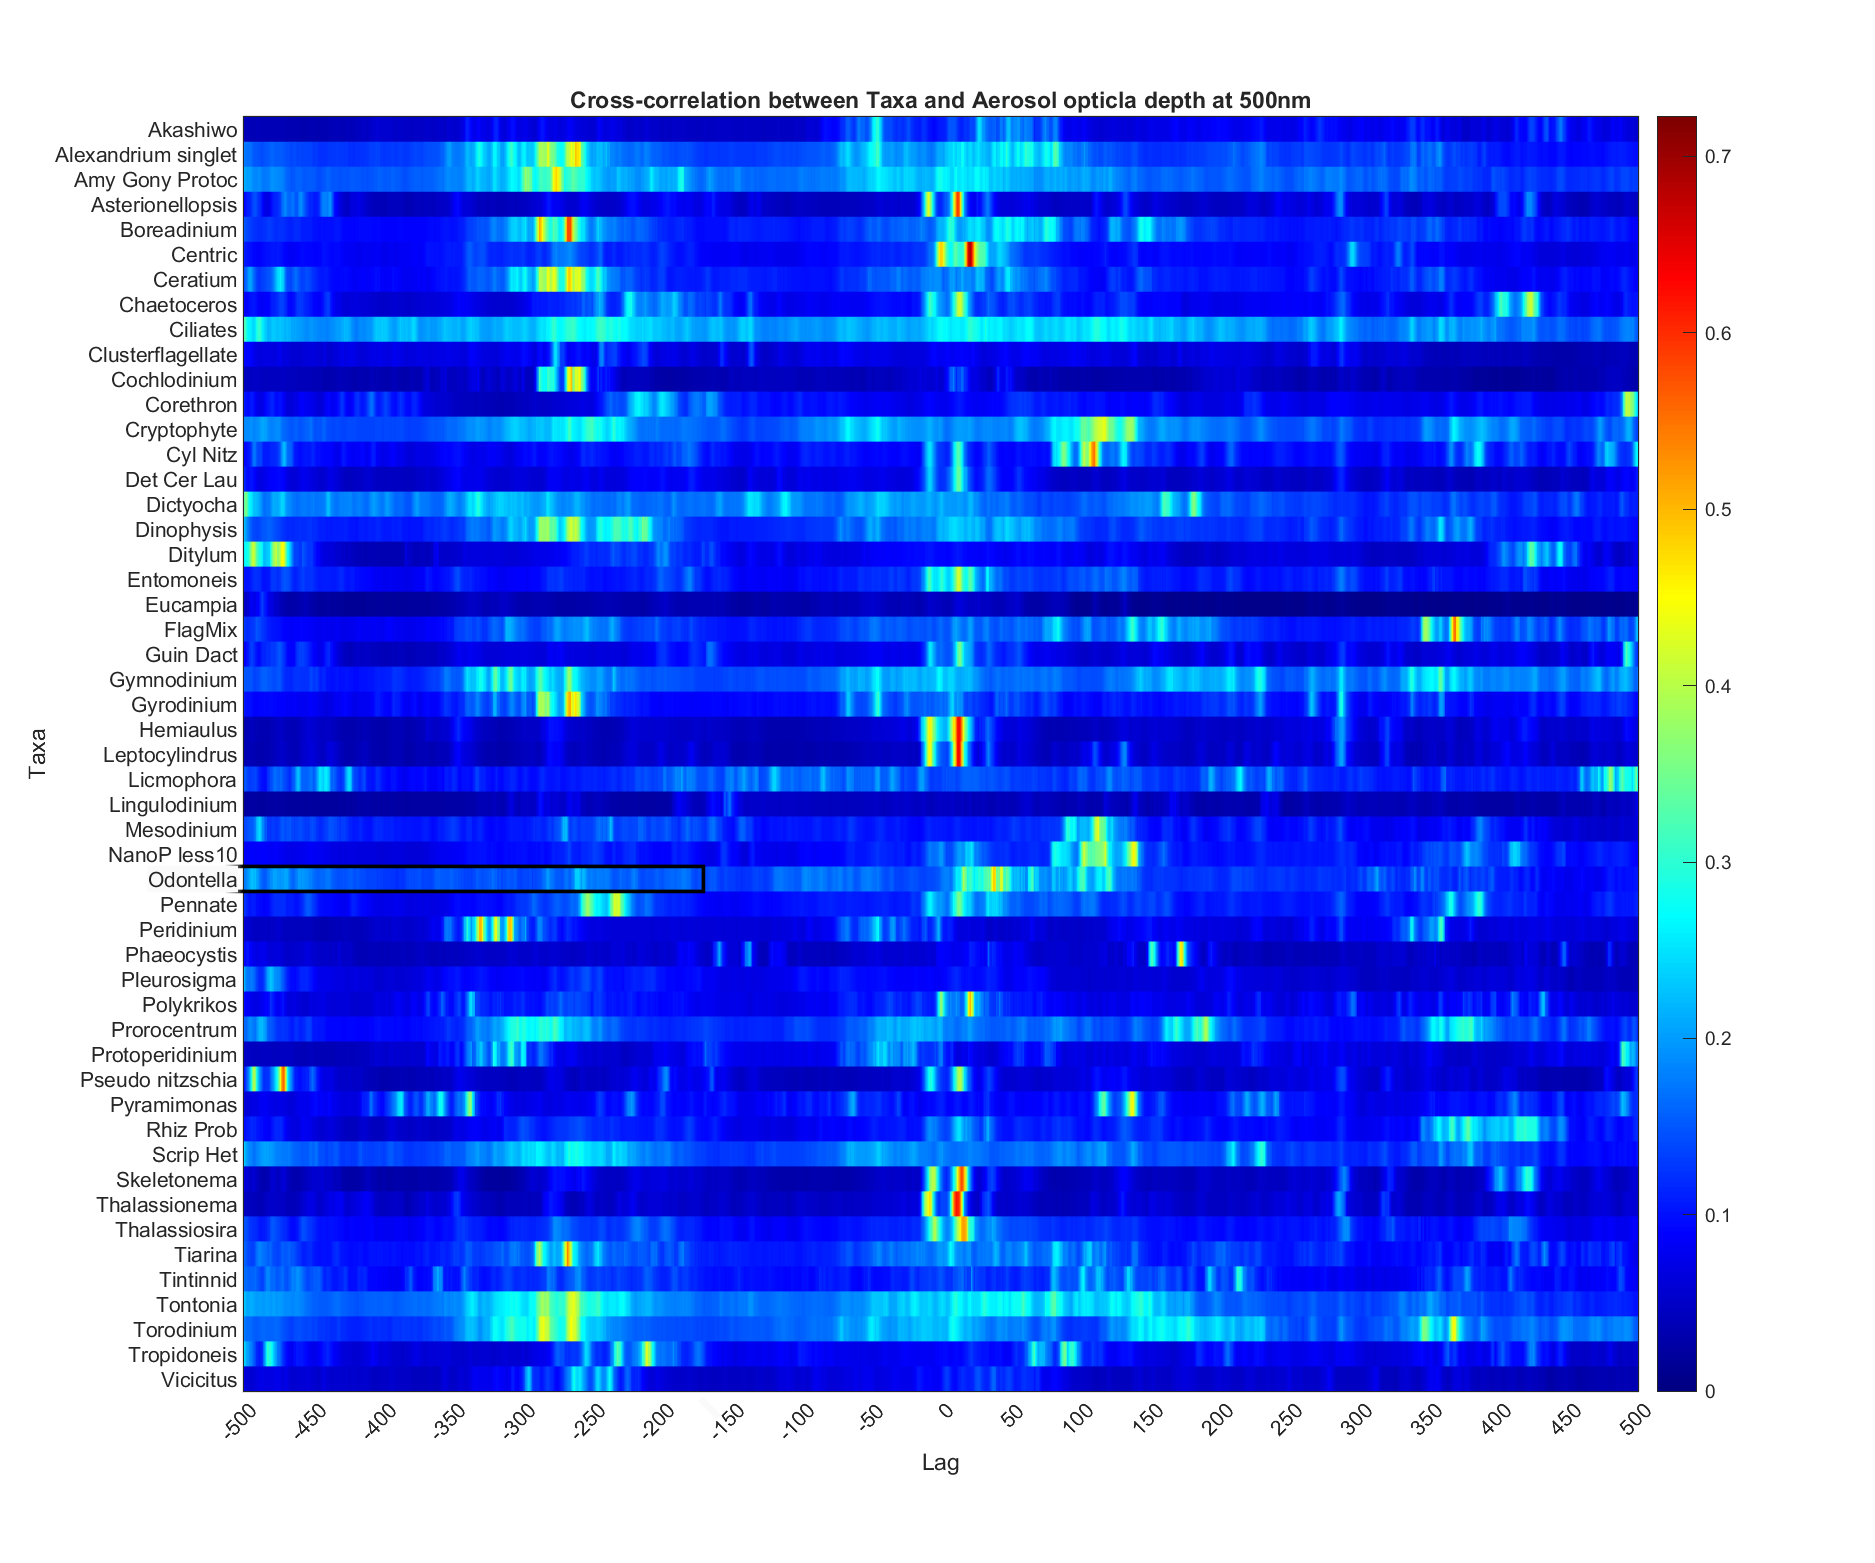 Cross-correlation between Taxa and Aerosol opticla depth at 500nm
Taxa
Akashiwo
Alexandrium singlet
Amy Gony Protoc
Asterionellopsis
Boreadinium
Centric
Ceratium
Chaetoceros
Ciliates
Clusterflagellate
Cochlodinium
Corethron
Cryptophyte
Cyl Nitz
Det Cer Lau
Dictyocha
Dinophysis
Ditylum
Entomoneis
Eucampia
FlagMix
Guin Dact
Gymnodinium
Gyrodinium
Hemiaulus
Leptocylindrus
Licmophora
Lingulodinium
Mesodinium
NanoP less10
Odontella
Pennate
Peridinium
Phaeocystis
Pleurosigma
Polykrikos
Prorocentrum
Protoperidinium
Pseudo nitzschia
Pyramimonas
Rhiz Prob
Scrip Het
Skeletonema
Thalassionema
Thalassiosira
Tiarina
Tintinnid
Tontonia
Torodinium
Tropidoneis
Vicicitus
-500 -450 -400 -350 -300 -250 -200 -150 -100 -50 0 50 100 150 200 250 300 350 400 450 500
Lag
0.7
0.6
0.5
0.4
0.3
0.2
0.1
0